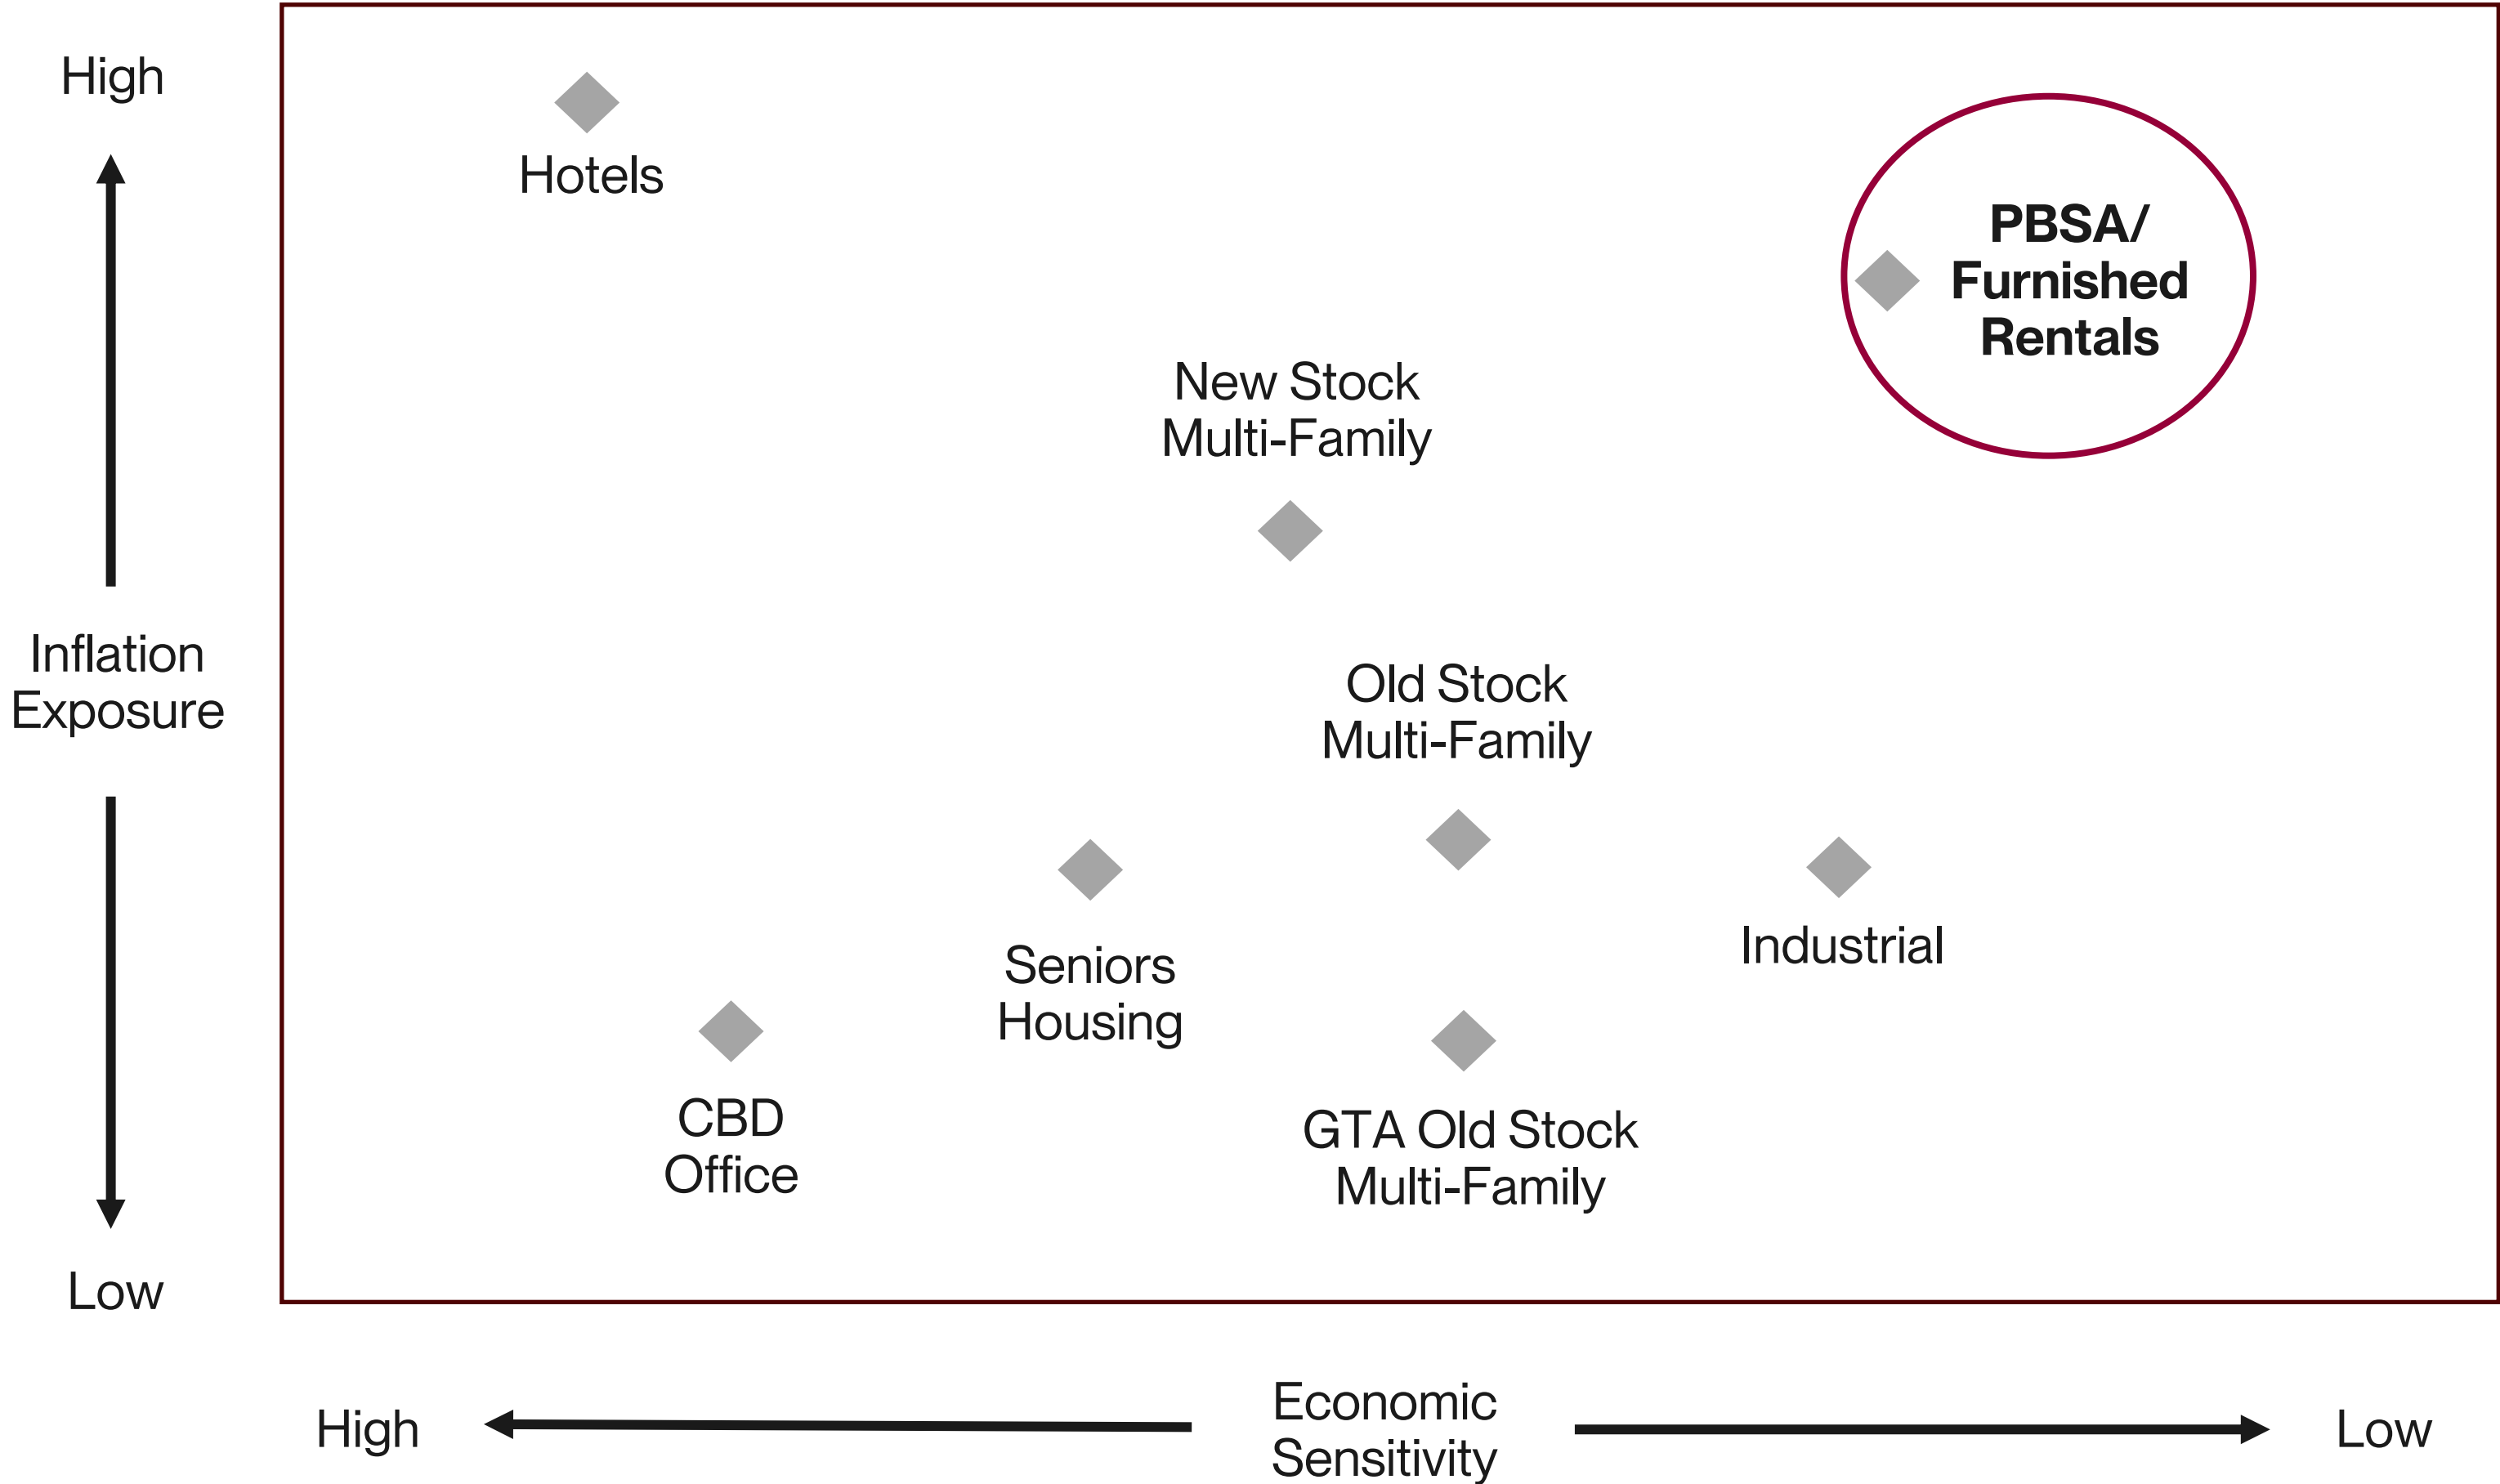 High
Hotels
PBSA/
Furnished
Rentals
New Stock
Multi-Family
Inflation
Exposure
Old Stock
Multi-Family
Industrial
Seniors
Housing
CBD
Office
GTA Old Stock
Multi-Family
Low
High
Economic
Sensitivity
Low